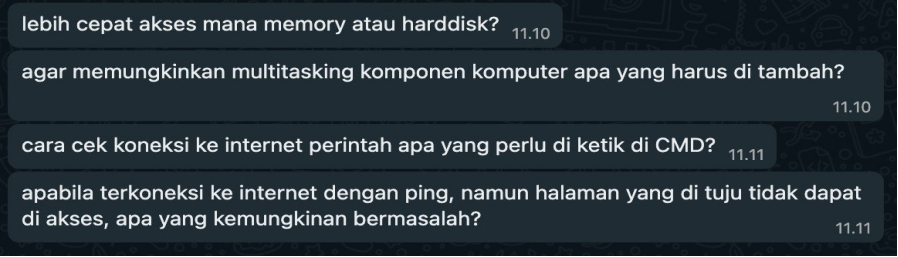 lebih cepat akses mana memory atau harddisk? 11.10
agar memungkinkan multitasking komponen komputer apa yang harus di tambah?
11.10
cara cek koneksi ke internet perintah apa yang perlu di ketik di CMD? 11.11
apabila terkoneksi ke internet dengan ping, namun halaman yang di tuju tidak dapat
di akses, apa yang kemungkinan bermasalah?
11.11